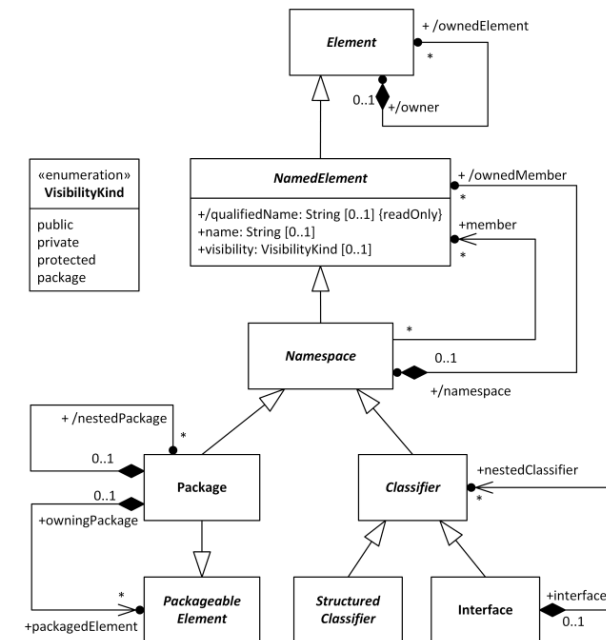 + /ownedElement
Element
*
0..1
+/owner
«enumeration»
VisibilityKind
public
private
protected
package
NamedElement
+/qualifiedName: String [0..1] {readOnly}
+name: String [0..1]
+visibility: VisibilityKind [0..1]
+ /ownedMember
*
+member
*
*
Namespace
0..1
+/namespace
+ /nestedPackage
*
0..1
Package
0..1
+owningPackage
Classifier
+nestedClassifier
*
*
+packagedElement
Packageable
Element
Structured
Classifier
Interface
+interface
0..1